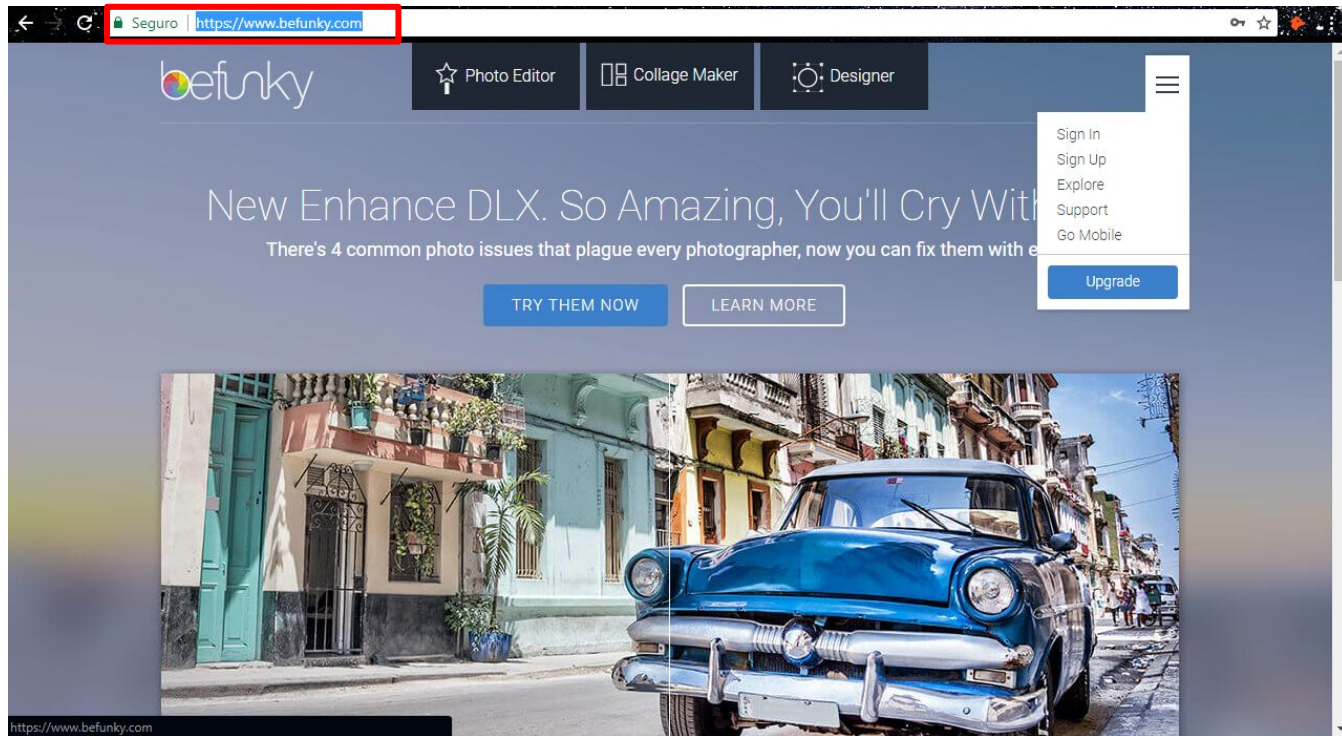 Seguro | https://www.befunky.com
befunky
Photo Editor
Collage Maker
Designer
Sign In
Sign Up
Explore
Support
Go Mobile
Upgrade
New Enhance DLX. So Amazing, You'll Cry With
There's 4 common photo issues that plague every photographer, now you can fix them with e
TRY THEM NOW
LEARN MORE
https://www.befunky.com